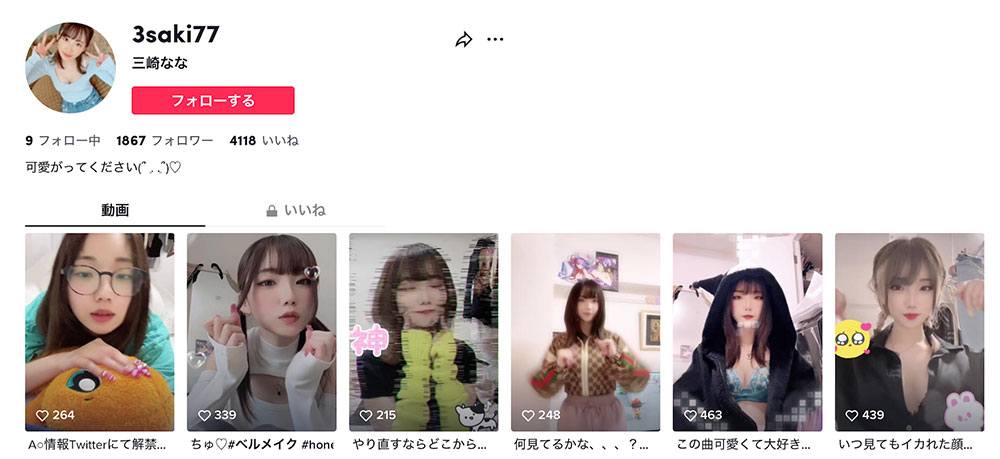 3saki77
三崎なな
フォローする
9 フォロー中 1867 フォロワー 4118 いいね
可愛がってください(˶ ̫ ˶)♡
動画 いいね
神
264 339 215 248 463 439
A○情報Twitterにて解禁... ちゅ♡#ベルメイク #hone やり直すならどこから... 何見てるかな、、、？... この曲可愛くて大好き... いつ見てもイカれた顔...